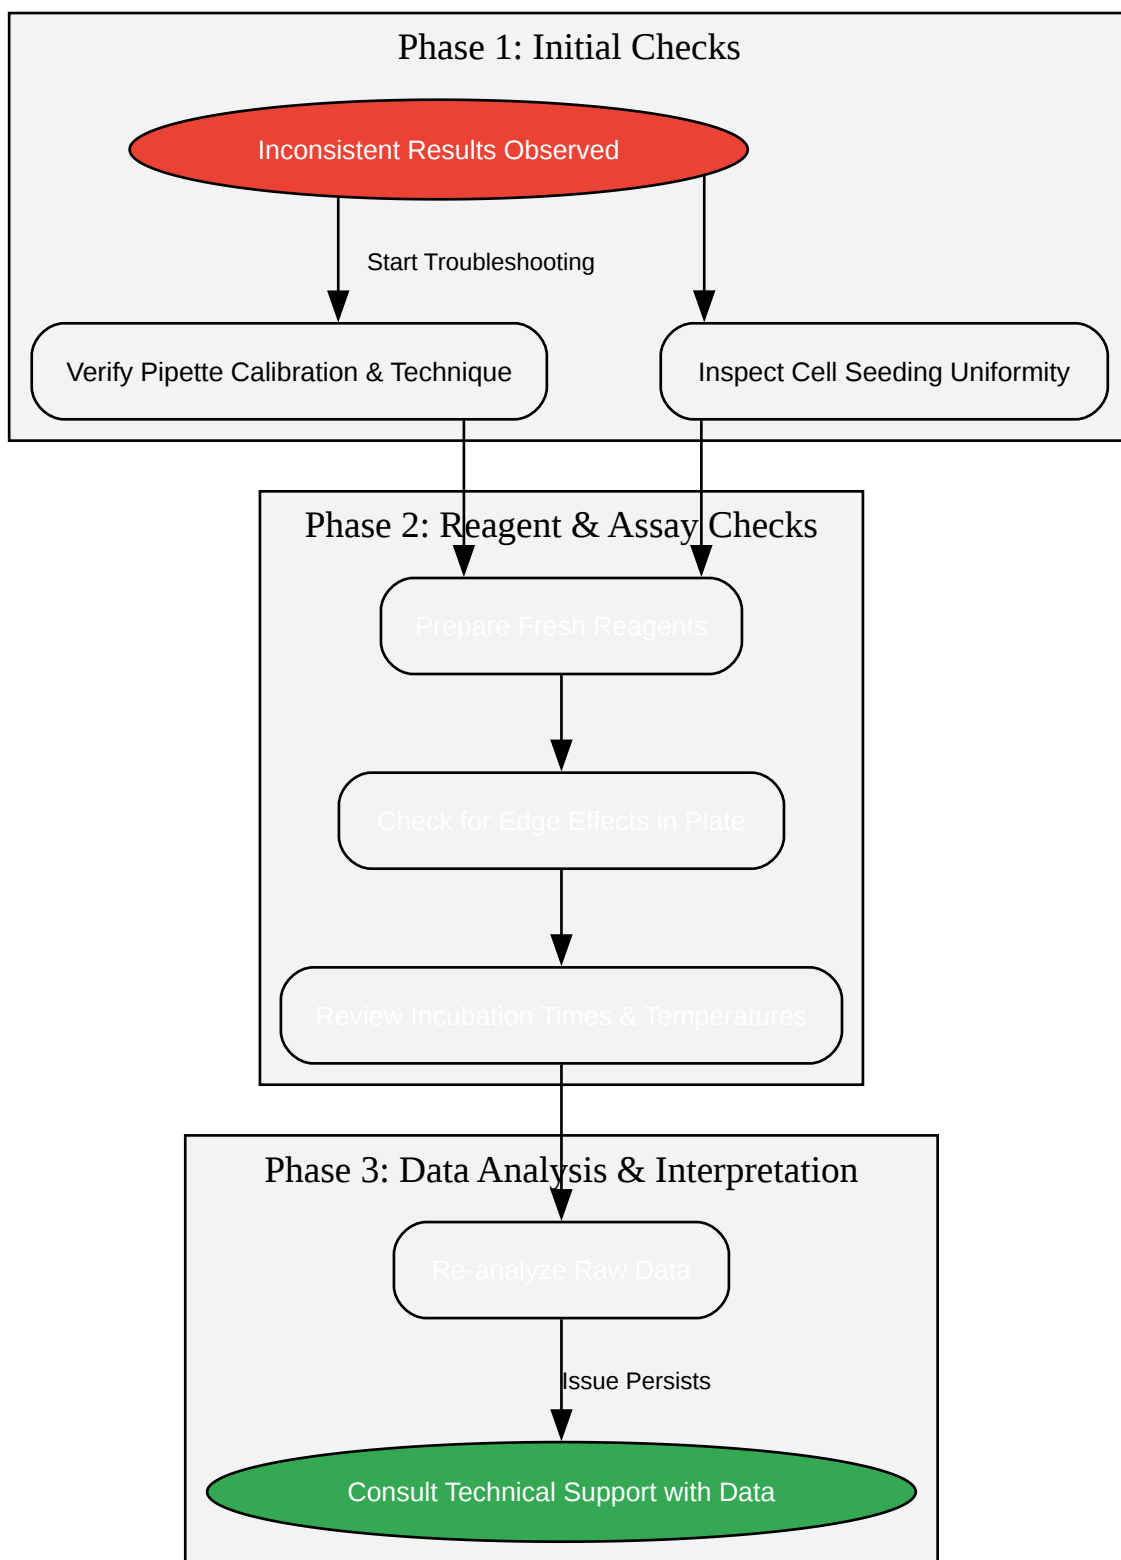 Phase 1: Initial Checks
Inconsistent Results Observed
Start Troubleshooting
Verify Pipette Calibration & Technique
Inspect Cell Seeding Uniformity
Phase 2: Reagent & Assay Checks
Prepare Fresh Reagents
Check for Edge Effects in Plate
Review Incubation Times & Temperatures
Phase 3: Data Analysis & Interpretation
Re-analyze Raw Data
Issue Persists
Consult Technical Support with Data